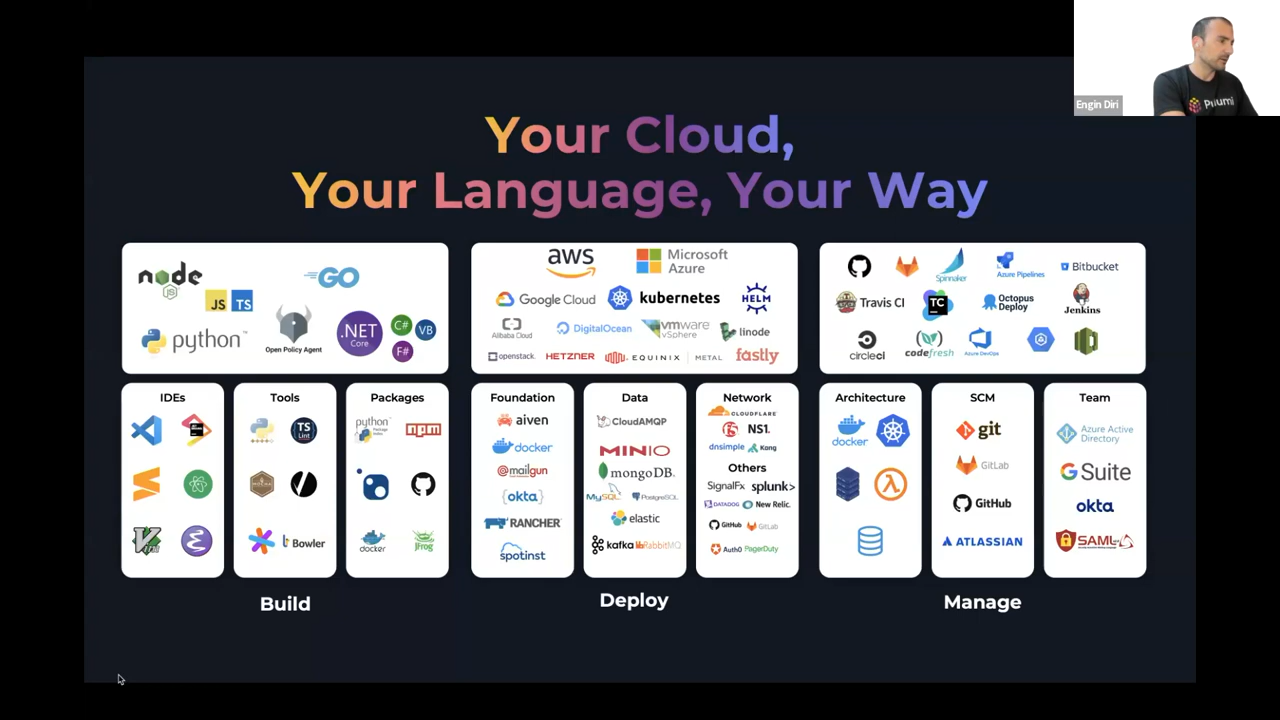 Engin Diri
Pulumi
Your Cloud,
Your Language, Your Way
node
JS
GO
JS TS
python™
Open Policy Agent
.NET
Core
C# VB
F#
aws
Microsoft
Azure
Google Cloud
kubernetes
HELM
Alibaba Cloud
DigitalOcean
vmware
vSphere
linode
openstack.
HETZNER
EQUINIX | METAL
fastly
Spinnaker
Azure Pipelines
Bitbucket
Travis CI
TC
Octopus
Deploy
Jenkins
circleci
codefresh
Azure DevOps
IDEs
Tools
TS
Lint
MOCHA
Bowler
Packages
python
Package
Index
npm
docker
JFrog
Foundation
aiven
docker
@mailgun
{okta}
RANCHER
spotinst
Data
CloudAMQP
MINIO
mongoDB.
MySQL
PostgreSQL
elastic
kafka
RabbitMQ
Network
CLOUDFLARE
NS1.
dnsimple
Kong
Others
SignalFx
splunk>
DATADOG
New Relic.
GitHub
GitLab
Auth0
PagerDuty
Architecture
docker
SCM
git
GitLab
GitHub
ATLASSIAN
Team
Azure Active
Directory
G Suite
okta
SAML
Build
Deploy
Manage